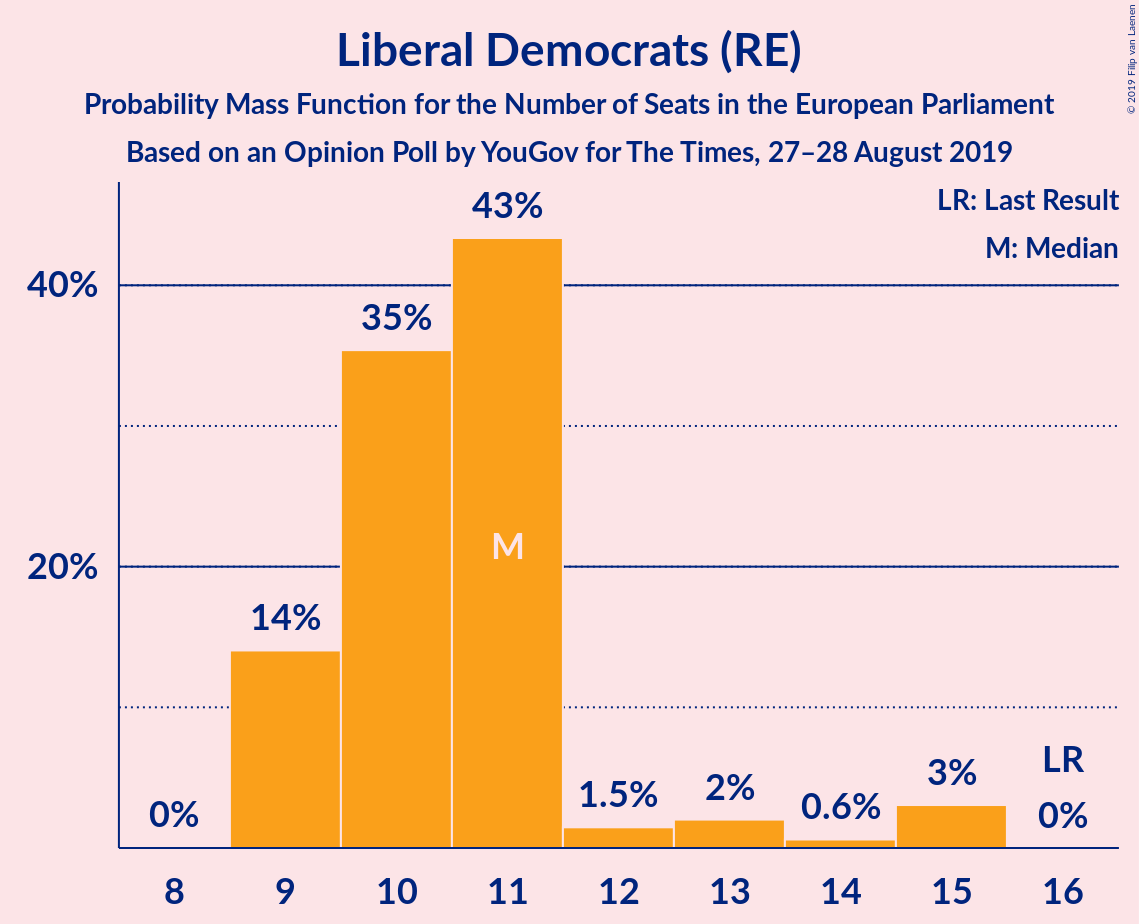 Liberal Democrats (RE)
Probability Mass Function for the Number of Seats in the European Parliament
Based on an Opinion Poll by YouGov for The Times, 27–28 August 2019
© 2019 Filip van Laenen
LR: Last Result
M: Median
43%
40%
35%
M
20%
14%
LR
3%
2%
1.5%
0.6%
0%
0%
8 9 10 11 12 13 14 15 16